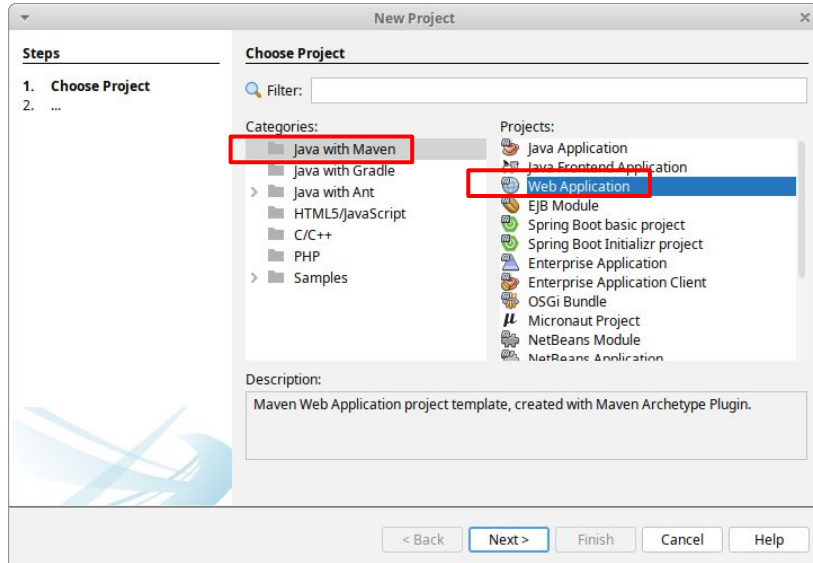 New Project
Steps
1. Choose Project
2. ...
Choose Project
Filter:
Categories:
Java with Maven
Java with Gradle
Java with Ant
HTML5/JavaScript
C/C++
PHP
Samples
Projects:
Java Application
Java Frontend Application
Web Application
EJB Module
Spring Boot basic project
Spring Boot Initializr project
Enterprise Application
Enterprise Application Client
OSGi Bundle
Micronaut Project
NetBeans Module
NetBeans Application
Description:
Maven Web Application project template, created with Maven Archetype Plugin.
< Back
Next >
Finish
Cancel
Help